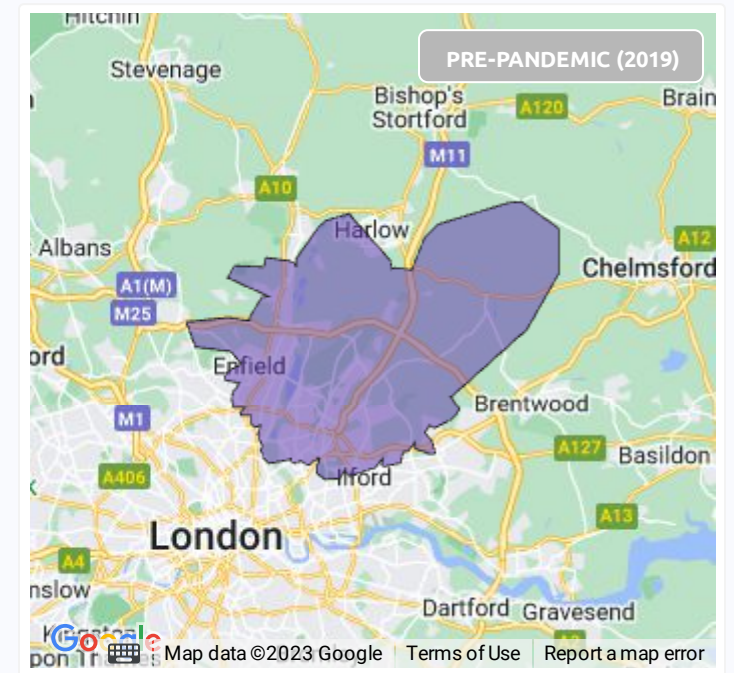 Hitchin
PRE-PANDEMIC (2019)
Stevenage
Bishop's
Stortford
A120
Brain
M11
A10
Harlow
Albans
A12
Chelmsford
A1(M)
M25
ord
Enfield
Brentwood
M1
A127
Basildon
A406
Ilford
A13
London
A4
nslow
Dartford
Gravesend
Google
Map data ©2023 Google
Terms of Use
Report a map error